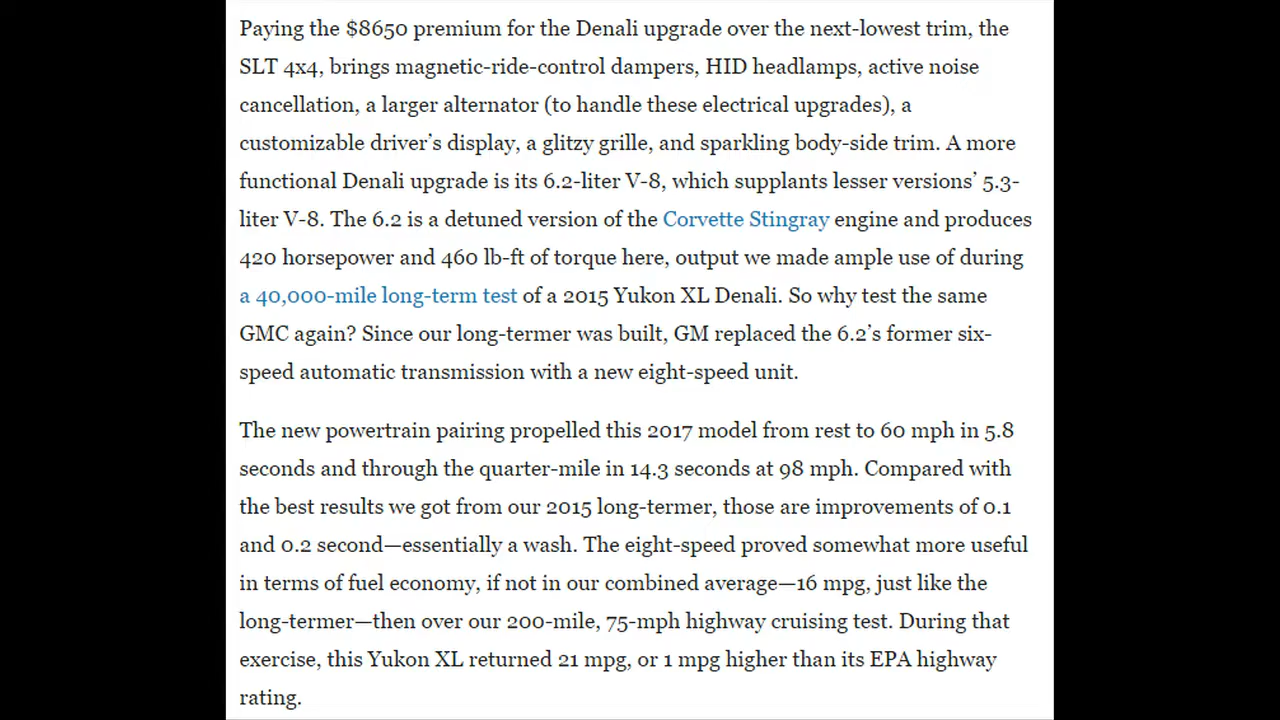 Paying the $8650 premium for the Denali upgrade over the next-lowest trim, the
SLT 4x4, brings magnetic-ride-control dampers, HID headlamps, active noise
cancellation, a larger alternator (to handle these electrical upgrades), a
customizable driver’s display, a glitzy grille, and sparkling body-side trim. A more
functional Denali upgrade is its 6.2-liter V-8, which supplants lesser versions’ 5.3-
liter V-8. The 6.2 is a detuned version of the Corvette Stingray engine and produces
420 horsepower and 460 lb-ft of torque here, output we made ample use of during
a 40,000-mile long-term test of a 2015 Yukon XL Denali. So why test the same
GMC again? Since our long-termer was built, GM replaced the 6.2’s former six-
speed automatic transmission with a new eight-speed unit.
The new powertrain pairing propelled this 2017 model from rest to 60 mph in 5.8
seconds and through the quarter-mile in 14.3 seconds at 98 mph. Compared with
the best results we got from our 2015 long-termer, those are improvements of 0.1
and 0.2 second—essentially a wash. The eight-speed proved somewhat more useful
in terms of fuel economy, if not in our combined average—16 mpg, just like the
long-termer—then over our 200-mile, 75-mph highway cruising test. During that
exercise, this Yukon XL returned 21 mpg, or 1 mpg higher than its EPA highway
rating.